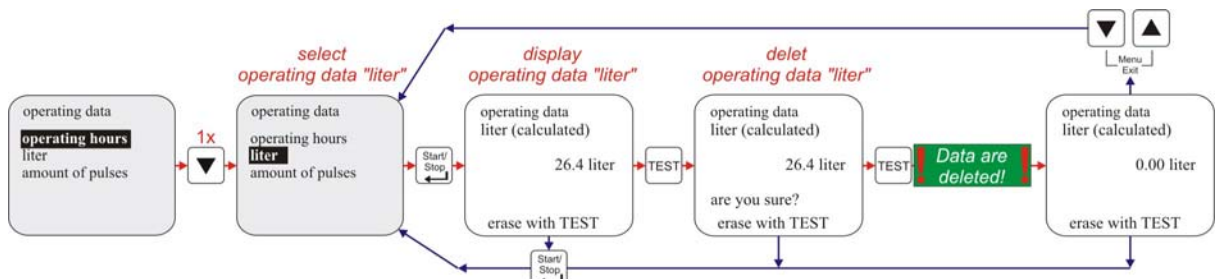 select
operating data "liter"
display
operating data "liter"
delet
operating data "liter"
Menu
Exit
operating data
operating hours
liter
amount of pulses
1x
operating data
operating hours
liter
amount of pulses
Start/
Stop
operating data
liter (calculated)
26.4 liter
erase with TEST
TEST
operating data
liter (calculated)
26.4 liter
are you sure?
erase with TEST
TEST
! Data are !
deleted!
operating data
liter (calculated)
0.00 liter
erase with TEST
Start/
Stop